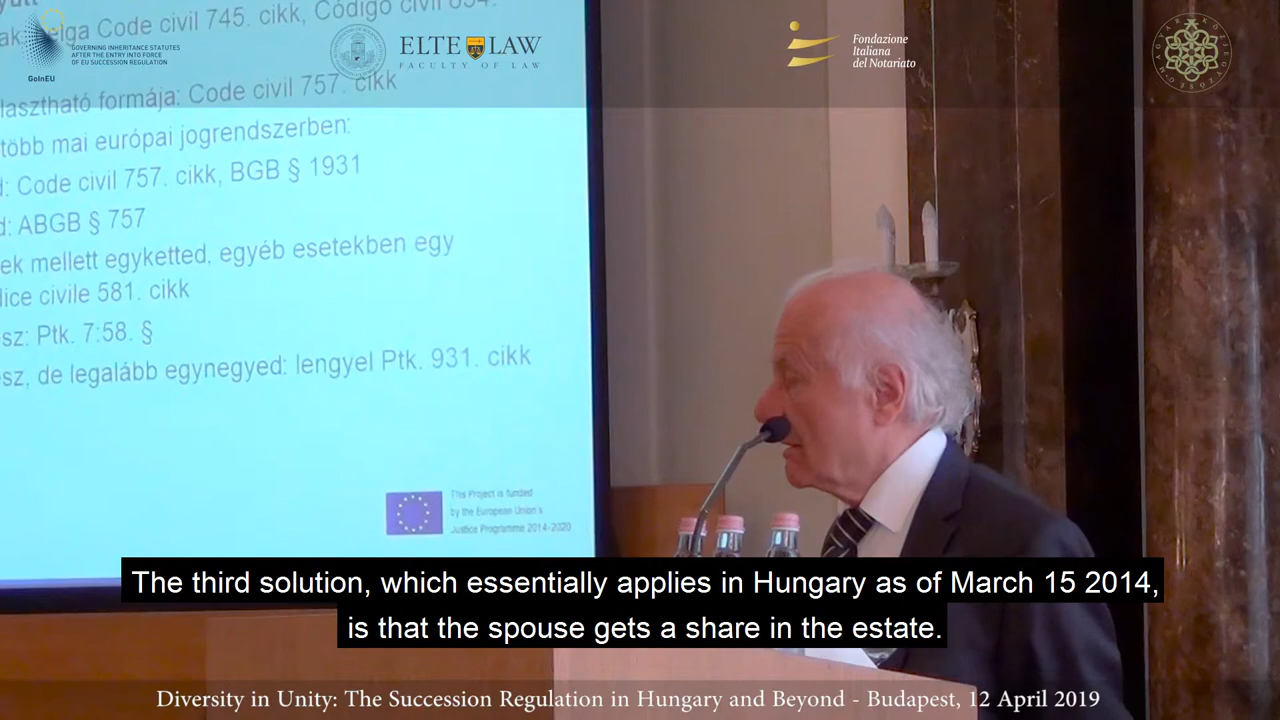 ak: belga Code civil 745. cikk, Código civil 834.
GoInEU
GOVERNING INHERITANCE STATUTES
AFTER THE ENTRY INTO FORCE
OF EU SUCCESSION REGULATION
ELTE LAW
FACULTY OF LAW
Fondazione
Italiana
del Notariato
lasztható formája: Code civil 757. cikk
több mai európai jogrendszerben:
d: Code civil 757. cikk, BGB § 1931
d: ABGB § 757
ek mellett egyketted, egyéb esetekben egy
dice civile 581. cikk
sz: Ptk. 7:58. §
sz, de legalább egynegyed: lengyel Ptk. 931. cikk
This Project is funded
by the European Union's
Justice Programme 2014-2020
The third solution, which essentially applies in Hungary as of March 15 2014,
is that the spouse gets a share in the estate.
Diversity in Unity: The Succession Regulation in Hungary and Beyond - Budapest, 12 April 2019